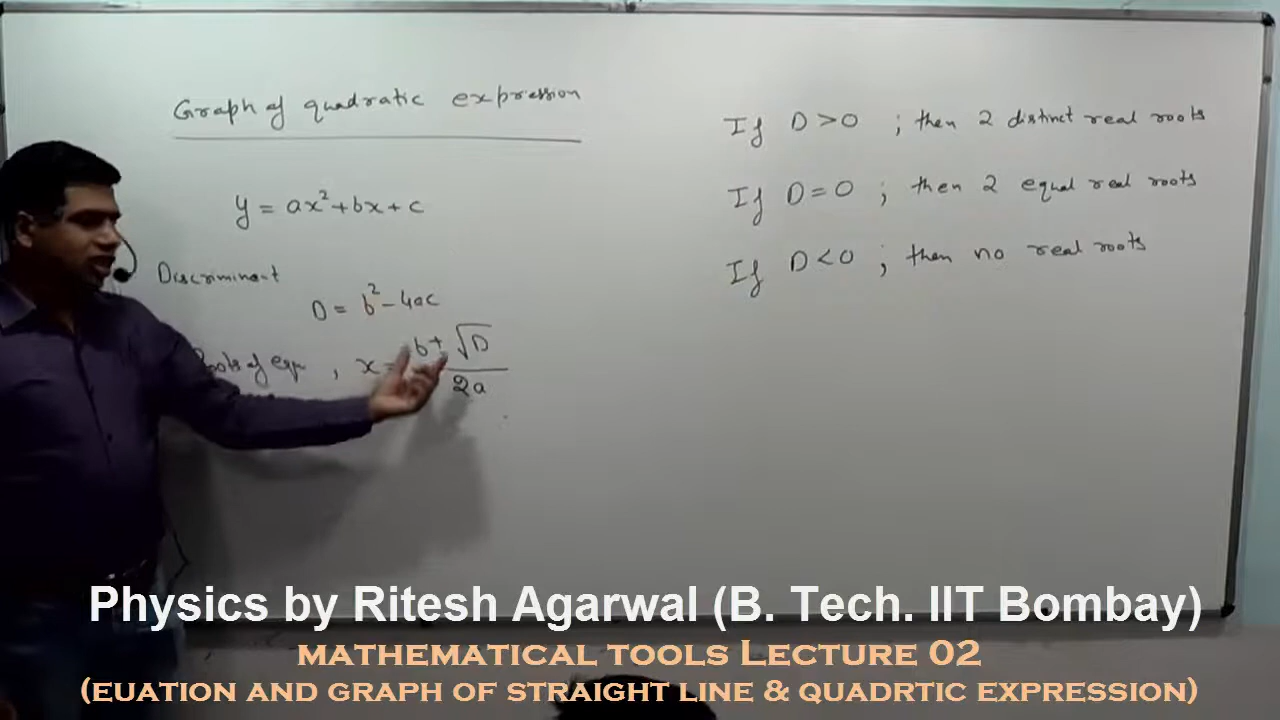 Graph of quadratic expression
y = ax²+bx+c
Discriminant
D = b²-4ac
Roots of eqn , x = -b± √D / 2a
If D>0 ; then 2 distinct real roots
If D=0 ; then 2 equal real roots
If D<0 ; then no real roots
Physics by Ritesh Agarwal (B. Tech. IIT Bombay)
MATHEMATICAL TOOLS LECTURE 02
(EUATION AND GRAPH OF STRAIGHT LINE & QUADRTIC EXPRESSION)